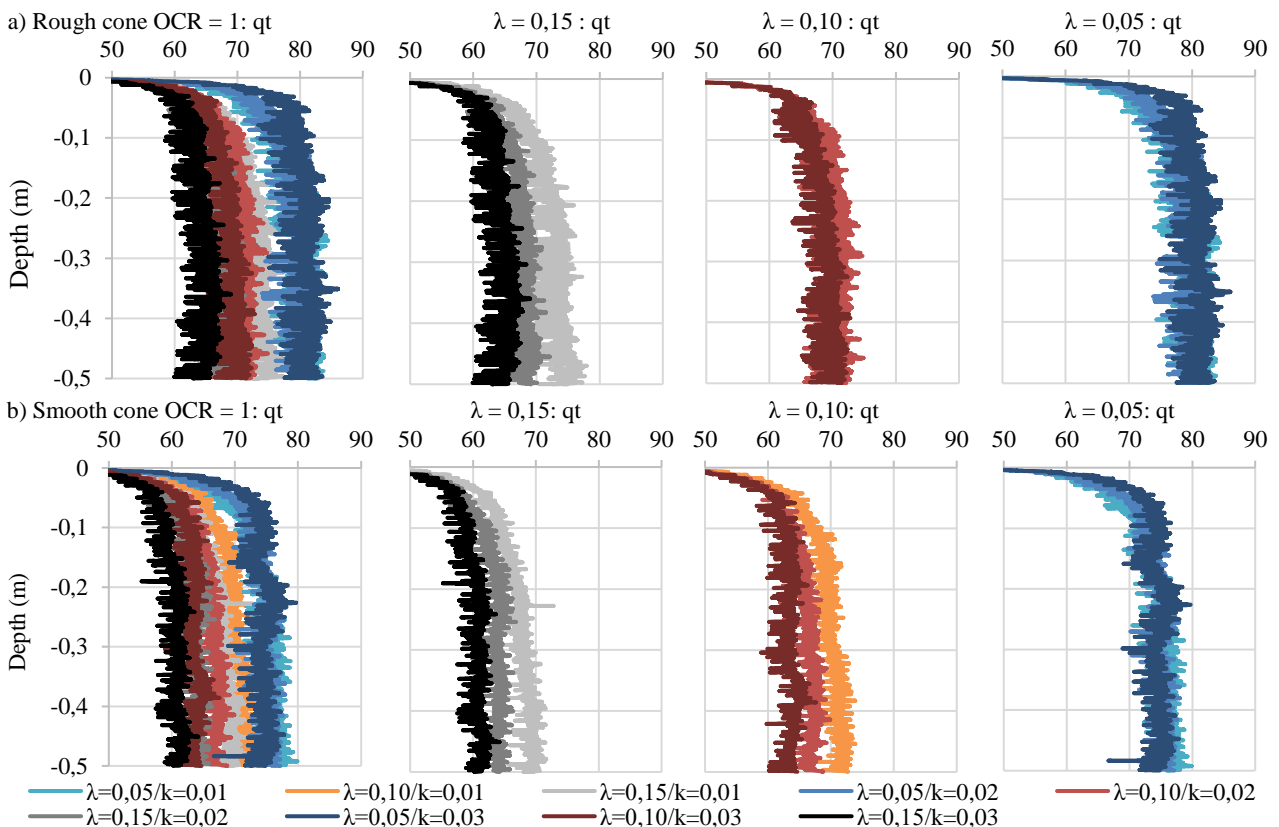 a) Rough cone OCR = 1: qt
λ = 0,15 : qt
λ = 0,10 : qt
λ = 0,05 : qt
50 60 70 80 90
50 60 70 80 90
50 60 70 80 90
50 60 70 80 90
0
-0,1
-0,2
-0,3
-0,4
-0,5
Depth (m)
b) Smooth cone OCR = 1: qt
λ = 0,15: qt
λ = 0,10: qt
λ = 0,05: qt
50 60 70 80 90
50 60 70 80 90
50 60 70 80 90
50 60 70 80 90
0
-0,1
-0,2
-0,3
-0,4
-0,5
Depth (m)
λ=0,05/k=0,01 λ=0,10/k=0,01 λ=0,15/k=0,01 λ=0,05/k=0,02 λ=0,10/k=0,02
λ=0,15/k=0,02 λ=0,05/k=0,03 λ=0,10/k=0,03 λ=0,15/k=0,03